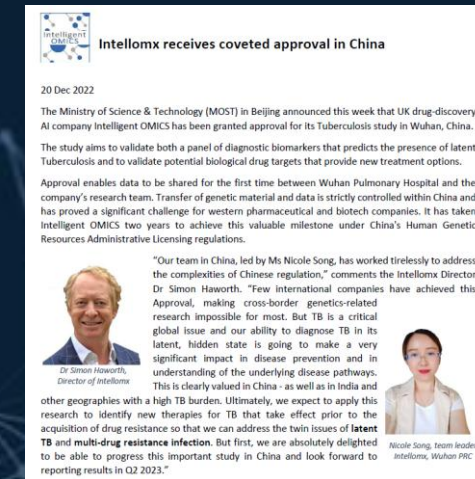 Intelligent
OMICS
Intellomx receives coveted approval in China
20 Dec 2022
The Ministry of Science & Technology (MOST) in Beijing announced this week that UK drug-discovery
AI company Intelligent OMICS has been granted approval for its Tuberculosis study in Wuhan, China.
The study aims to validate both a panel of diagnostic biomarkers that predicts the presence of latent
Tuberculosis and to validate potential biological drug targets that provide new treatment options.
Approval enables data to be shared for the first time between Wuhan Pulmonary Hospital and the
company's research team. Transfer of genetic material and data is strictly controlled within China and
has proved a significant challenge for western pharmaceutical and biotech companies. It has taken
Intelligent OMICS two years to achieve this valuable milestone under China's Human Genetic
Resources Administrative Licensing regulations.
"Our team in China, led by Ms Nicole Song, has worked tirelessly to address
the complexities of Chinese regulation," comments the Intellomx Director
Dr Simon Haworth. "Few international companies have achieved this
Approval, making cross-border genetics-related
research impossible for most. But TB is a critical
global issue and our ability to diagnose TB in its
latent, hidden state is going to make a very
significant impact in disease prevention and in
understanding of the underlying disease pathways.
This is clearly valued in China - as well as in India and
other geographies with a high TB burden. Ultimately, we expect to apply this
research to identify new therapies for TB that take effect prior to the
acquisition of drug resistance so that we can address the twin issues of latent
TB and multi-drug resistance infection. But first, we are absolutely delighted
to be able to progress this important study in China and look forward to
reporting results in Q2 2023."
Dr Simon Haworth,
Director of Intellomx
Nicole Song, team leader
Intellomx, Wuhan PRC